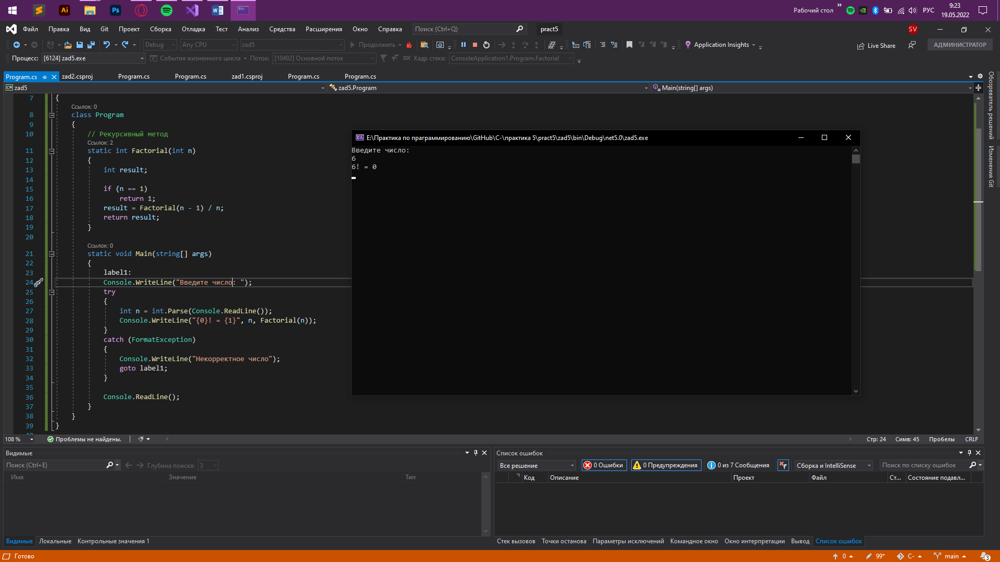 Рабочий стол
РУС
9:23
19.05.2022
Файл Правка Вид Git Проект Сборка Отладка Тест Анализ Средства Расширения Окно Справка Поиск (Ctrl+Q) pract5 SV
Debug Any CPU zad5 Продолжить Application Insights Live Share АДМИНИСТРАТОР
Процесс: [6124] zad5.exe События жизненного цикла Поток: [10492] Основной поток Кадр стека: ConsoleApplication1.Program.Factorial
Program.cs zad2.csproj Program.cs Program.cs zad1.csproj Program.cs Program.cs
C# zad5 zad5.Program Main(string[] args)
7 {
Ссылок: 0
8 class Program
9 {
10 // Рекурсивный метод
Ссылок: 2
11 static int Factorial(int n)
12 {
13 int result;
14
15 if (n == 1)
16 return 1;
17 result = Factorial(n - 1) / n;
18 return result;
19 }
20
Ссылок: 0
21 static void Main(string[] args)
22 {
23 label1:
24 Console.WriteLine("Введите число: ");
25 try
26 {
27 int n = int.Parse(Console.ReadLine());
28 Console.WriteLine("{0}! = {1}", n, Factorial(n));
29 }
30 catch (FormatException)
31 {
32 Console.WriteLine("Некорректное число");
33 goto label1;
34 }
35
36 Console.ReadLine();
37 }
38 }
39 }
E:\Практика по праграммированию\GitHub\C-\практика 5\pract5\zad5\bin\Debug\net5.0\zad5.exe
Введите число:
6
6! = 0
Обозреватель решений
Изменения Git
108 % Проблемы не найдены. Стр: 24 Симв: 45 Пробелы CRLF
Видимые
Поиск (Ctrl+E) Глубина поиска: 3
Имя Значение Тип
Видимые Локальные Контрольные значения 1
Список ошибок
Все решение 0 Ошибки 0 Предупреждения 0 из 7 Сообщения Сборка и IntelliSense Поиск по списку ошибок
Код Описание Проект Файл Ст... Состояние подавл...
Стек вызовов Точки останова Параметры исключений Командное окно Окно интерпретации Вывод Список ошибок
Готово 0 99* C- main 3